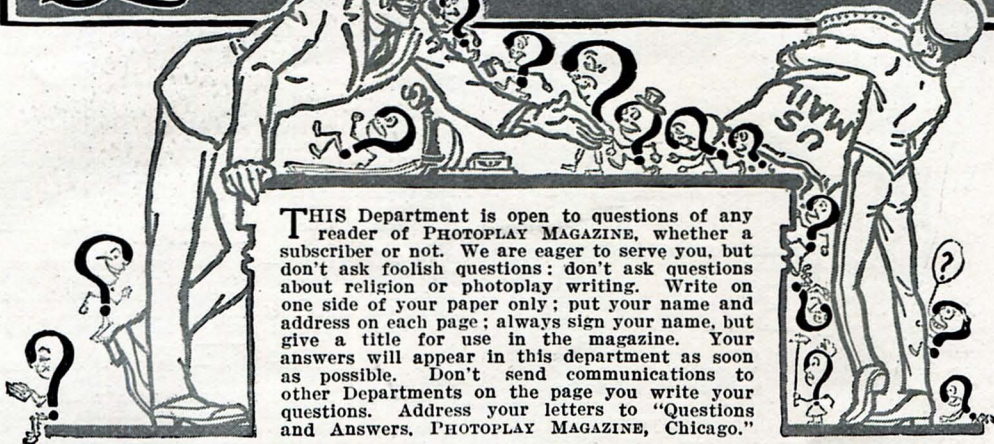 US
MAIL
?
THIS Department is open to questions of any
reader of PHOTOPLAY MAGAZINE, whether a
subscriber or not. We are eager to serve you, but
don't ask foolish questions: don't ask questions
about religion or photoplay writing. Write on
one side of your paper only; put your name and
address on each page; always sign your name, but
give a title for use in the magazine. Your
answers will appear in this department as soon
as possible. Don't send communications to
other Departments on the page you write your
questions. Address your letters to "Questions
and Answers, PHOTOPLAY MAGAZINE, Chicago."